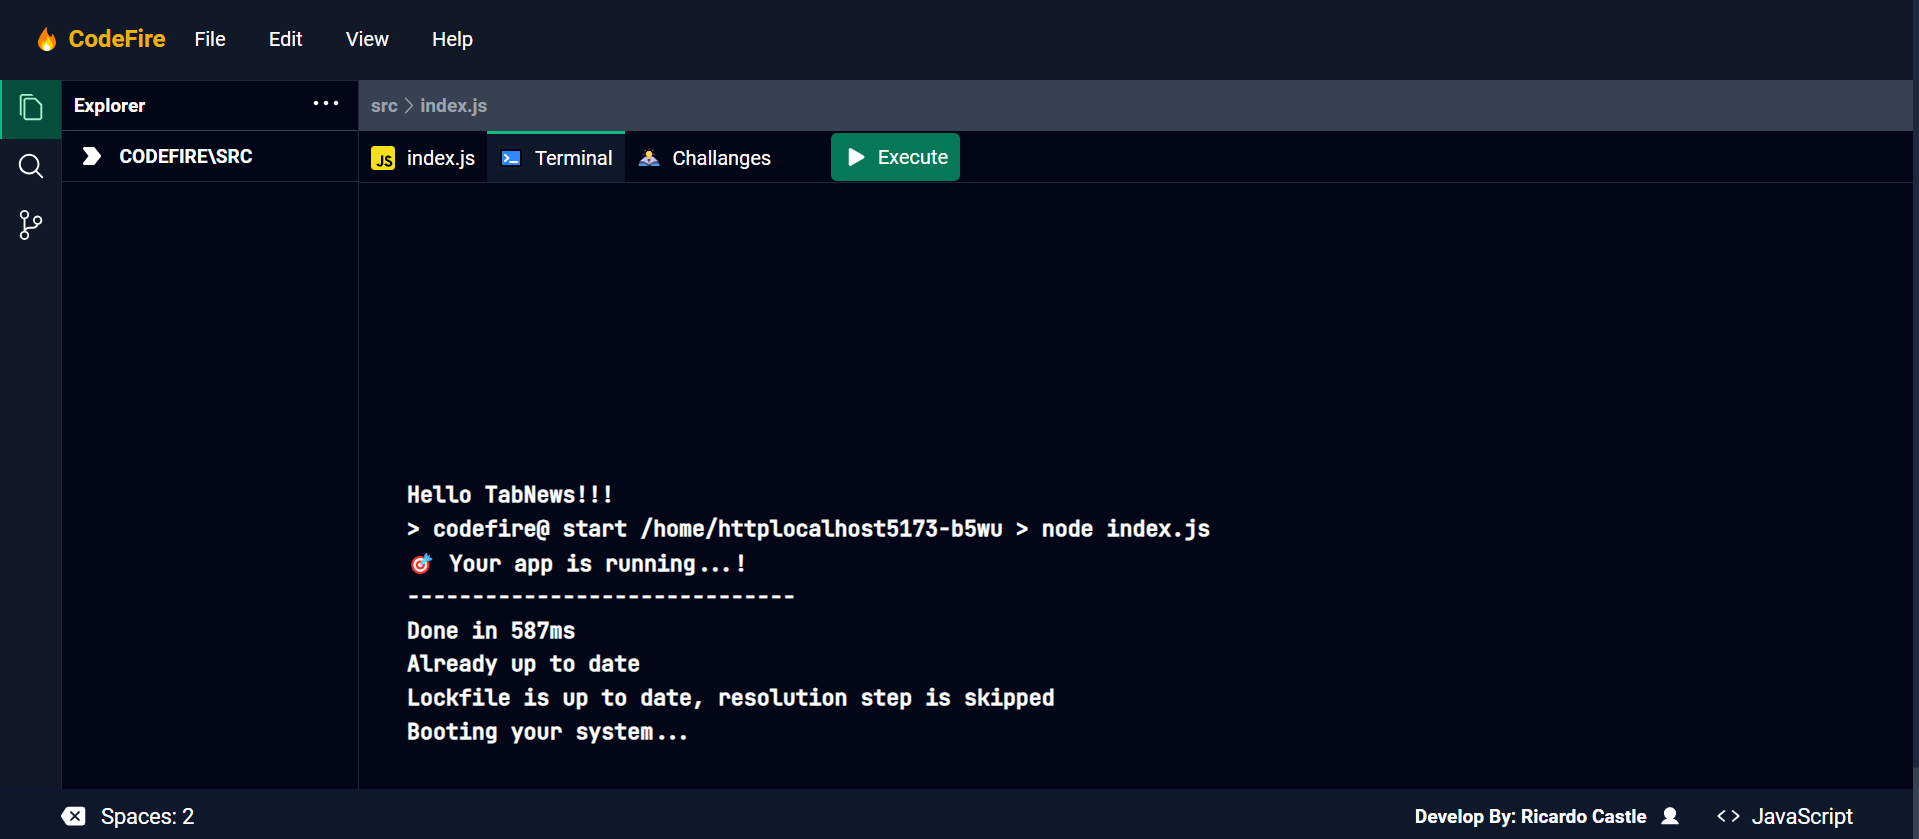 CodeFire File Edit View Help
Explorer ...
src > index.js
CODEFIRE\SRC
JS index.js Terminal Challanges Execute
Hello TabNews!!!
> codefire@ start /home/httplocalhost5173-b5wu > node index.js
🎯 Your app is running...!
------------------------------
Done in 587ms
Already up to date
Lockfile is up to date, resolution step is skipped
Booting your system...
Spaces: 2
Develop By: Ricardo Castle
<> JavaScript